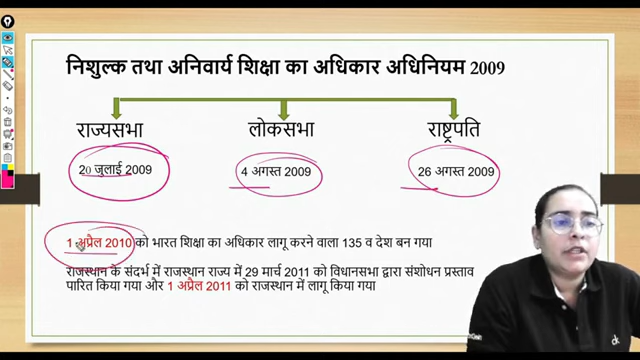 निशुल्क तथा अनिवार्य शिक्षा का अधिकार अधिनियम 2009
राज्यसभा लोकसभा राष्ट्रपति
20 जुलाई 2009 4 अगस्त 2009 26 अगस्त 2009
1 अप्रैल 2010 को भारत शिक्षा का अधिकार लागू करने वाला 135 व देश बन गया
राजस्थान के संदर्भ में राजस्थान राज्य में 29 मार्च 2011 को विधानसभा द्वारा संशोधन प्रस्ताव
पारित किया गया और 1 अप्रैल 2011 को राजस्थान में लागू किया गया